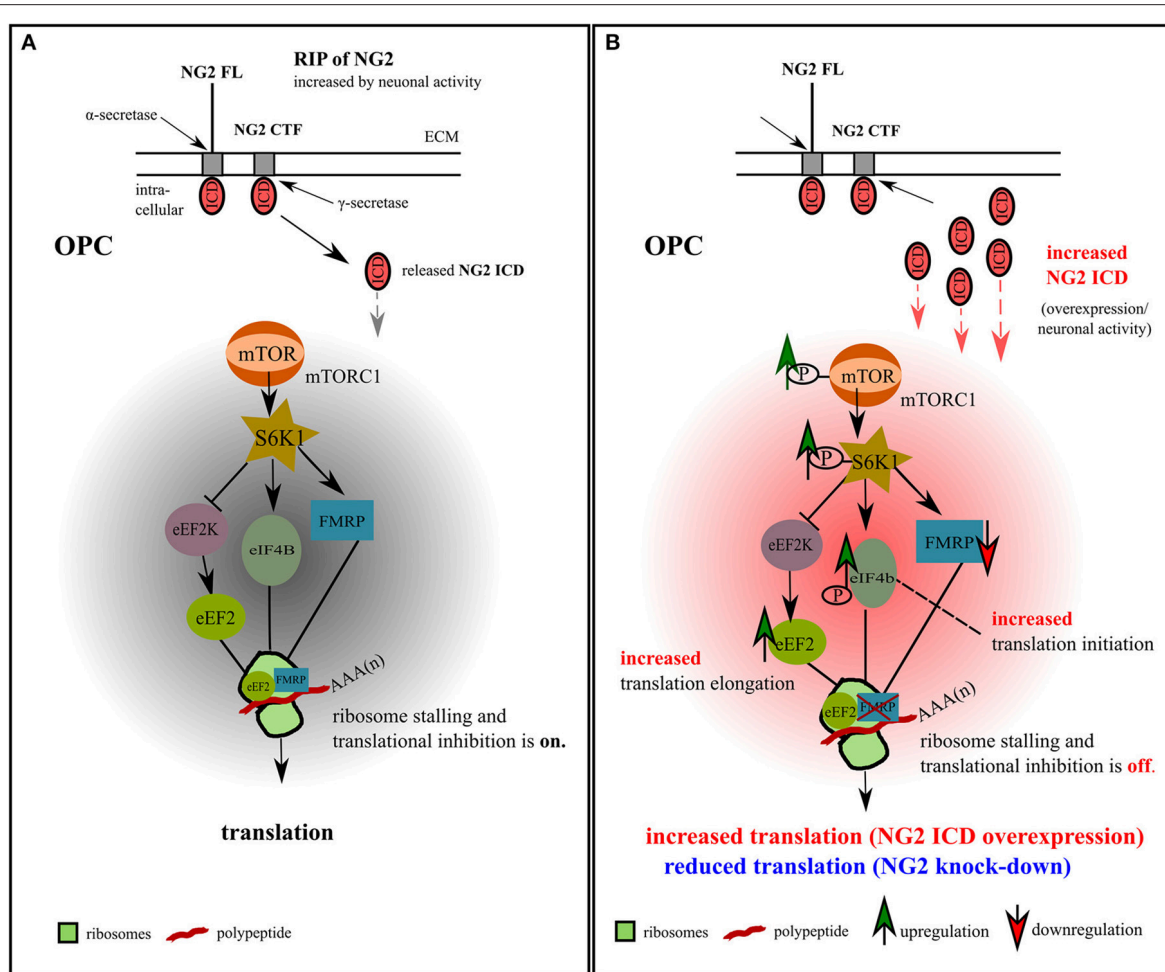 A
RIP of NG2
increased by neuonal activity
NG2 FL
α-secretase
NG2 CTF
ECM
ICD
ICD
intra-
cellular
γ-secretase
OPC
ICD
released NG2 ICD
mTOR
mTORC1
S6K1
eEF2K
eIF4B
FMRP
eEF2
eEF2
FMRP
AAA(n)
ribosome stalling and
translational inhibition is on.
translation
ribosomes
polypeptide
B
NG2 FL
NG2 CTF
ICD
ICD
ICD
ICD
ICD
ICD
ICD
OPC
increased
NG2 ICD
(overexpression/
neuronal activity)
P
mTOR
mTORC1
P
S6K1
eEF2K
P
eIF4b
FMRP
increased
translation initiation
eEF2
increased
translation elongation
eEF2
FMRP
AAA(n)
ribosome stalling and
translational inhibition is off.
increased translation (NG2 ICD overexpression)
reduced translation (NG2 knock-down)
ribosomes
polypeptide
upregulation
downregulation